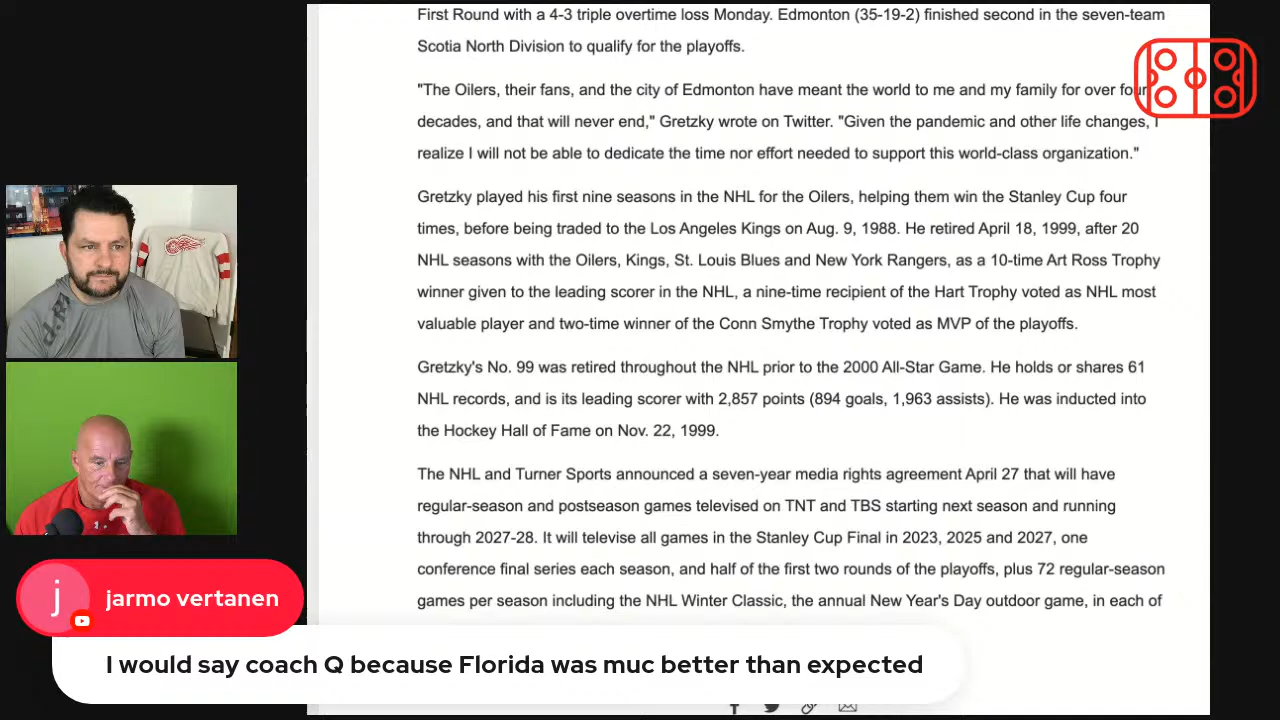 First Round with a 4-3 triple overtime loss Monday. Edmonton (35-19-2) finished second in the seven-team
Scotia North Division to qualify for the playoffs.
"The Oilers, their fans, and the city of Edmonton have meant the world to me and my family for over four
decades, and that will never end," Gretzky wrote on Twitter. "Given the pandemic and other life changes, I
realize I will not be able to dedicate the time nor effort needed to support this world-class organization."
Gretzky played his first nine seasons in the NHL for the Oilers, helping them win the Stanley Cup four
times, before being traded to the Los Angeles Kings on Aug. 9, 1988. He retired April 18, 1999, after 20
NHL seasons with the Oilers, Kings, St. Louis Blues and New York Rangers, as a 10-time Art Ross Trophy
winner given to the leading scorer in the NHL, a nine-time recipient of the Hart Trophy voted as NHL most
valuable player and two-time winner of the Conn Smythe Trophy voted as MVP of the playoffs.
Gretzky's No. 99 was retired throughout the NHL prior to the 2000 All-Star Game. He holds or shares 61
NHL records, and is its leading scorer with 2,857 points (894 goals, 1,963 assists). He was inducted into
the Hockey Hall of Fame on Nov. 22, 1999.
The NHL and Turner Sports announced a seven-year media rights agreement April 27 that will have
regular-season and postseason games televised on TNT and TBS starting next season and running
through 2027-28. It will televise all games in the Stanley Cup Final in 2023, 2025 and 2027, one
conference final series each season, and half of the first two rounds of the playoffs, plus 72 regular-season
games per season including the NHL Winter Classic, the annual New Year's Day outdoor game, in each of
j
jarmo vertanen
I would say coach Q because Florida was muc better than expected